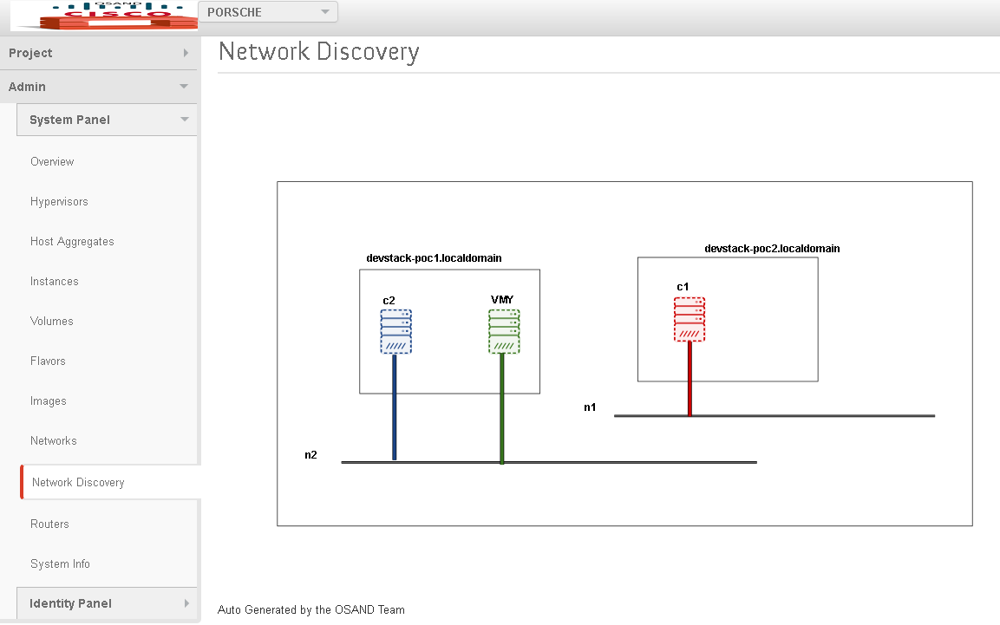 OSAND
CISCO
PORSCHE
Project
Admin
System Panel
Overview
Hypervisors
Host Aggregates
Instances
Volumes
Flavors
Images
Networks
Network Discovery
Routers
System Info
Identity Panel
Network Discovery
devstack-poc1.localdomain
devstack-poc2.localdomain
c2
VMY
c1
n1
n2
Auto Generated by the OSAND Team